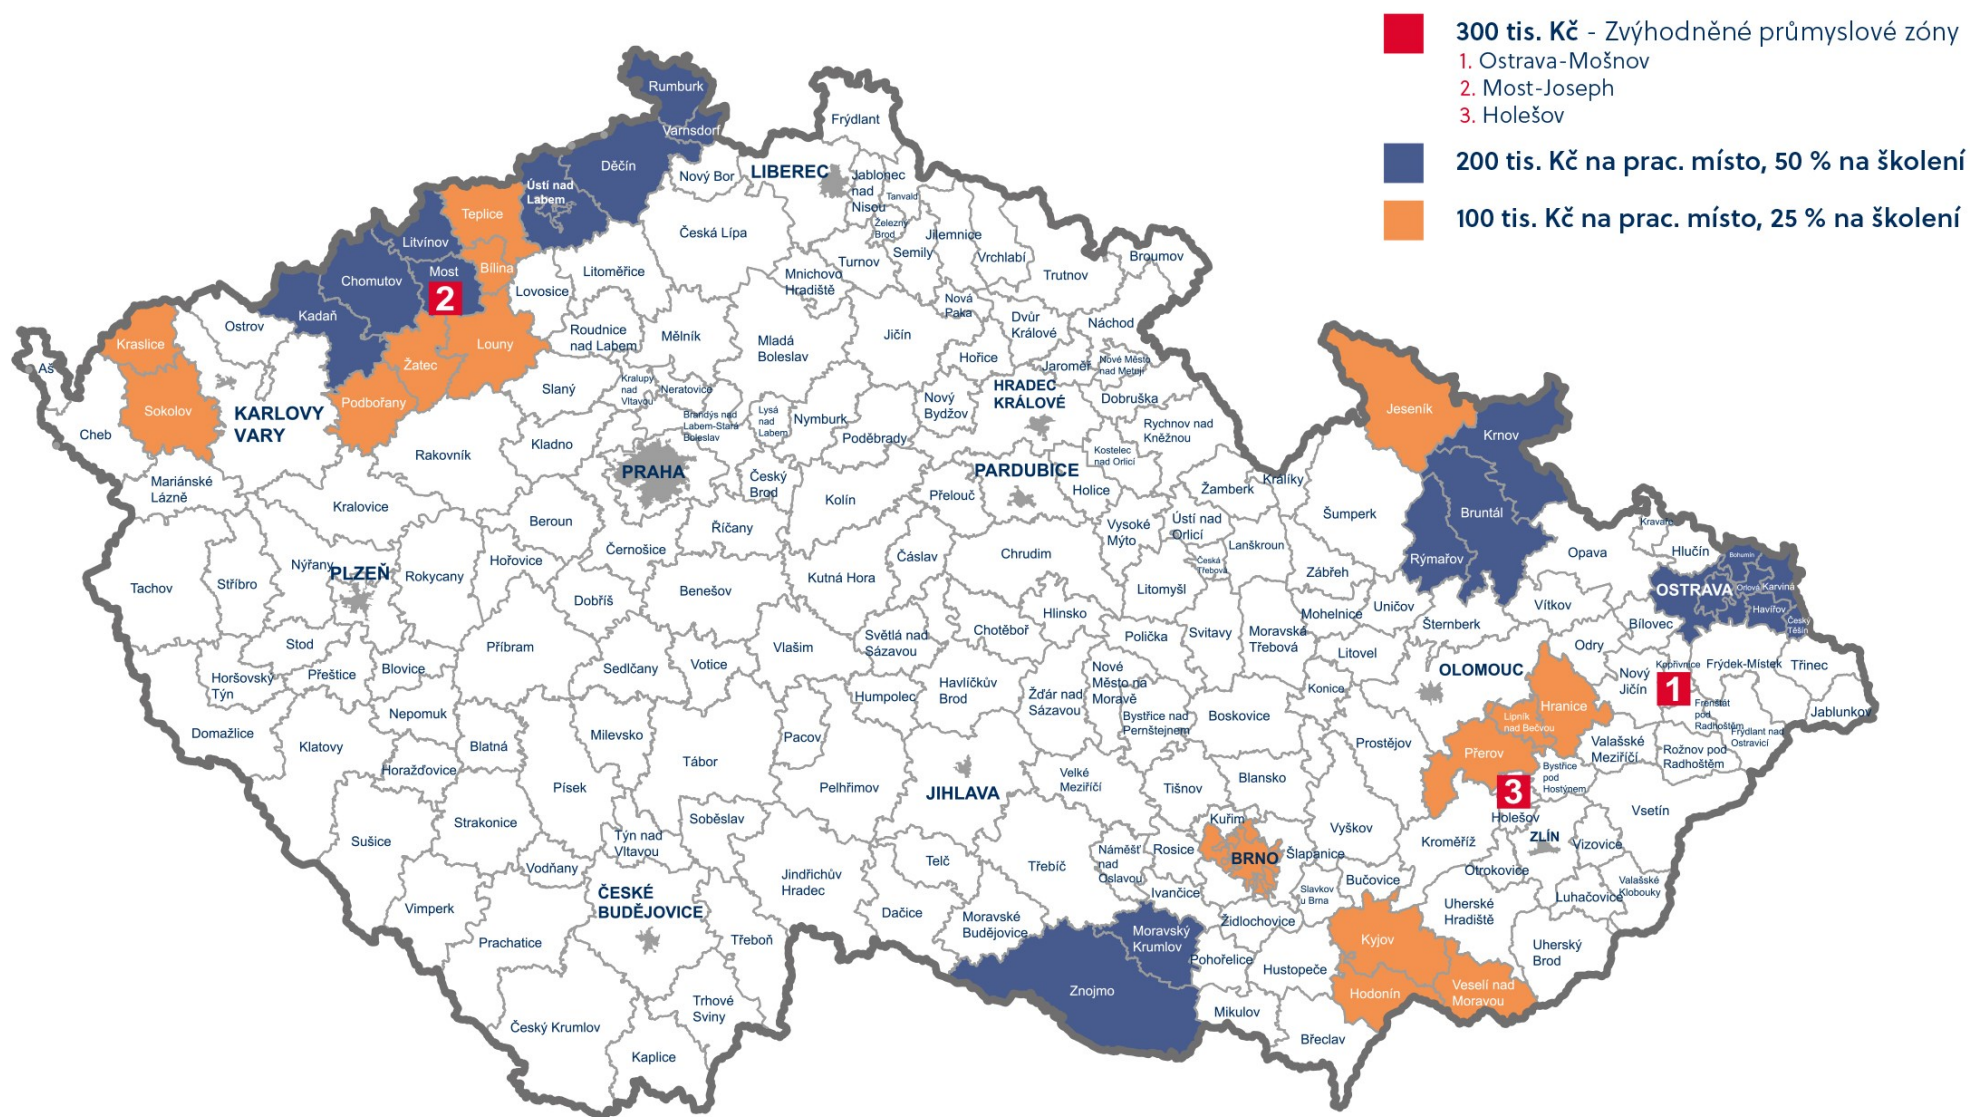 300 tis. Kč - Zvýhodněné průmyslové zóny
1. Ostrava-Mošnov
2. Most-Joseph
3. Holešov
200 tis. Kč na prac. místo, 50 % na školení
100 tis. Kč na prac. místo, 25 % na školení
Rumburk
Varnsdorf
Děčín
Ústí nad
Labem
Nový Bor
LIBEREC
Frýdlant
Jablonec
nad
Nisou
Tanvald
Železný
Brod
Teplice
Litvínov
Bílina
Most
2
Chomutov
Kadaň
Lovosice
Litoměřice
Česká Lípa
Mnichovo
Hradiště
Turnov
Semily
Jilemnice
Vrchlabí
Trutnov
Broumov
Ostrov
Kraslice
Sokolov
Aš
Cheb
KARLOVY
VARY
Podbořany
Žatec
Louny
Roudnice
nad Labem
Mělník
Mladá
Boleslav
Jičín
Nová
Paka
Dvůr
Králové
Náchod
Hořice
Jaroměř
Nové Město
nad Metují
HRADEC
KRÁLOVÉ
Dobruška
Slaný
Kralupy
nad
Vltavou
Neratovice
Brandýs nad
Labem-Stará
Boleslav
Lysá
nad
Labem
Nymburk
Poděbrady
Nový
Bydžov
Rychnov nad
Kněžnou
Kostelec
nad Orlicí
Mariánské
Lázně
Rakovník
Kladno
PRAHA
Český
Brod
Kolín
Přelouč
PARDUBICE
Holice
Žamberk
Králíky
Jeseník
Krnov
Bruntál
Rýmařov
Šumperk
Kralovice
Beroun
Říčany
Černošice
Čáslav
Chrudim
Vysoké
Mýto
Ústí nad
Orlicí
Česká
Třebová
Lanškroun
Zábřeh
Opava
Kravaře
Hlučín
Bohumín
OSTRAVA
Orlová
Karviná
Havířov
Český
Těšín
Tachov
Stříbro
Nýřany
PLZEŇ
Rokycany
Hořovice
Dobříš
Benešov
Kutná Hora
Hlinsko
Litomyšl
Mohelnice
Uničov
Šternberk
Vítkov
Bílovec
Stod
Příbram
Vlašim
Světlá nad
Sázavou
Chotěboř
Polička
Svitavy
Moravská
Třebová
Litovel
OLOMOUC
Odry
Horšovský
Týn
Přeštice
Blovice
Sedlčany
Votice
Humpolec
Havlíčkův
Brod
Žďár nad
Sázavou
Nové
Město na
Moravě
Bystřice nad
Pernštejnem
Boskovice
Konice
Hranice
Lipník
nad Bečvou
Nový
Jičín
Kopřivnice
1
Frýdek-Místek
Třinec
Jablunkov
Frenštát
pod
Radhoštěm
Frýdlant nad
Ostravicí
Domažlice
Klatovy
Nepomuk
Blatná
Horažďovice
Milevsko
Tábor
Pacov
Pelhřimov
JIHLAVA
Velké
Meziříčí
Tišnov
Blansko
Prostějov
Přerov
Bystřice
pod
Hostýnem
Valašské
Meziříčí
Rožnov pod
Radhoštěm
3
Holešov
Vsetín
Sušice
Strakonice
Písek
Týn nad
Vltavou
Soběslav
Vodňany
Telč
Třebíč
Náměšť
nad
Oslavou
Rosice
Kuřim
BRNO
Šlapanice
Vyškov
Kroměříž
ZLÍN
Vizovice
Otrokovice
Vimperk
ČESKÉ
BUDĚJOVICE
Jindřichův
Hradec
Dačice
Moravské
Budějovice
Ivančice
Slavkov
u Brna
Bučovice
Uherské
Hradiště
Luhačovice
Valašské
Klobouky
Prachatice
Třeboň
Moravský
Krumlov
Židlochovice
Pohořelice
Hustopeče
Kyjov
Uherský
Brod
Český Krumlov
Trhové
Sviny
Kaplice
Znojmo
Mikulov
Břeclav
Hodonín
Veselí nad
Moravou